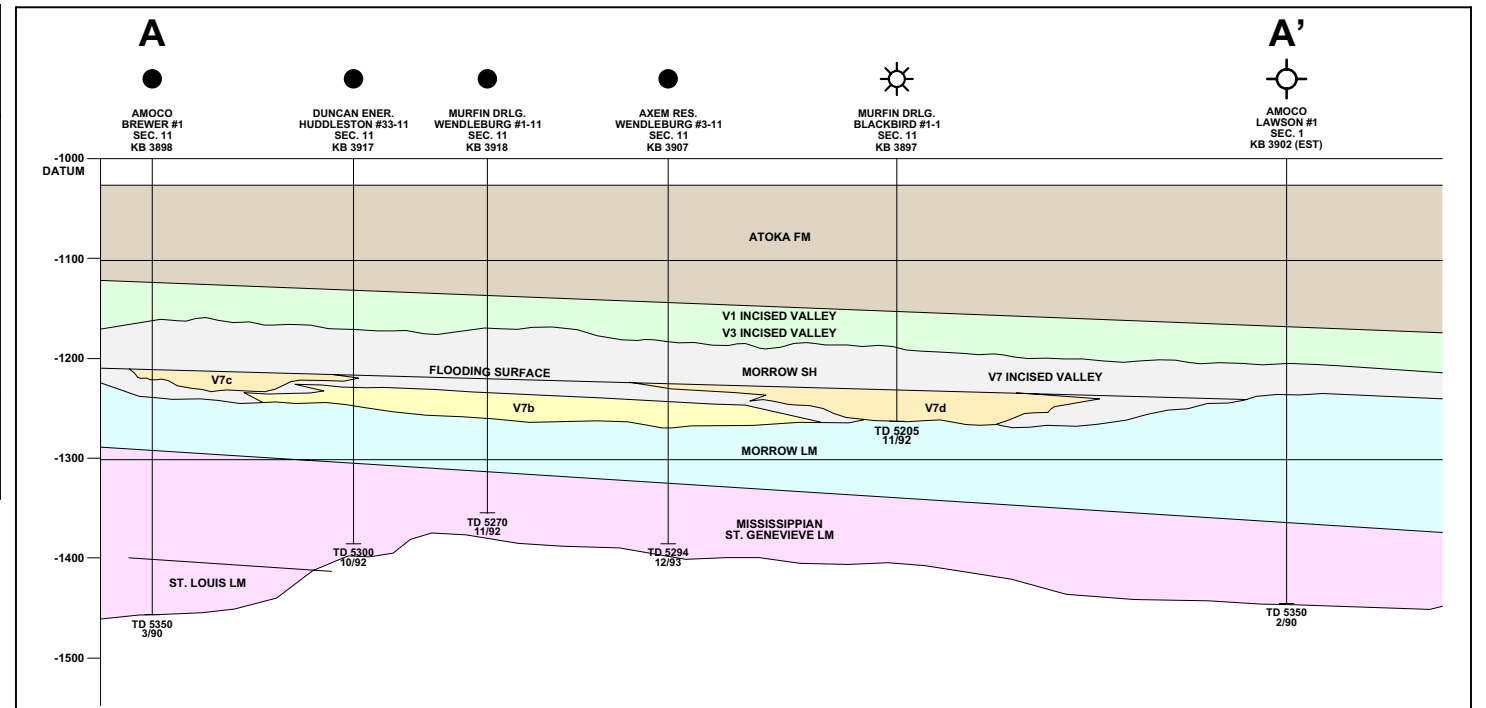 A
A’
AMOCO
BREWER #1
SEC. 11
KB 3898
DUNCAN ENER.
HUDDLESTON #33-11
SEC. 11
KB 3917
MURFIN DRLG.
WENDLEBURG #1-11
SEC. 11
KB 3918
AXEM RES.
WENDLEBURG #3-11
SEC. 11
KB 3907
MURFIN DRLG.
BLACKBIRD #1-1
SEC. 11
KB 3897
AMOCO
LAWSON #1
SEC. 1
KB 3902 (EST)
-1000
DATUM
ATOKA FM
-1100
V1 INCISED VALLEY
V3 INCISED VALLEY
-1200
FLOODING SURFACE
MORROW SH
V7 INCISED VALLEY
V7c
V7b
V7d
TD 5205
11/92
MORROW LM
-1300
MISSISSIPPIAN
ST. GENEVIEVE LM
TD 5270
11/92
TD 5300
10/92
TD 5294
12/93
-1400
ST. LOUIS LM
TD 5350
3/90
TD 5350
2/90
-1500